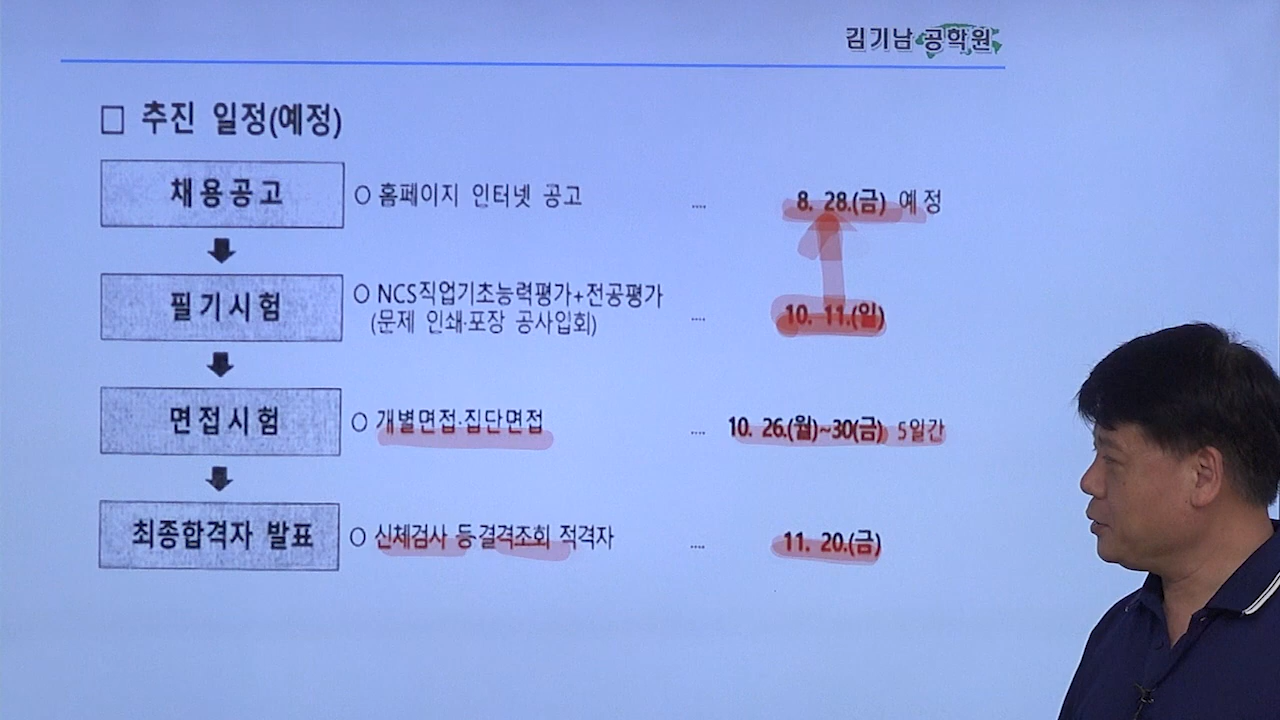 김기남 공학원
□ 추진 일정(예정)
채용공고 ○ 홈페이지 인터넷 공고 .... 8. 28.(금) 예정
필기시험 ○ NCS직업기초능력평가+전공평가
(문제 인쇄·포장 공사입회) .... 10. 11.(일)
면접시험 ○ 개별면접·집단면접 .... 10. 26.(월)~30(금) 5일간
최종합격자 발표 ○ 신체검사 등·결격조회 적격자 .... 11. 20.(금)